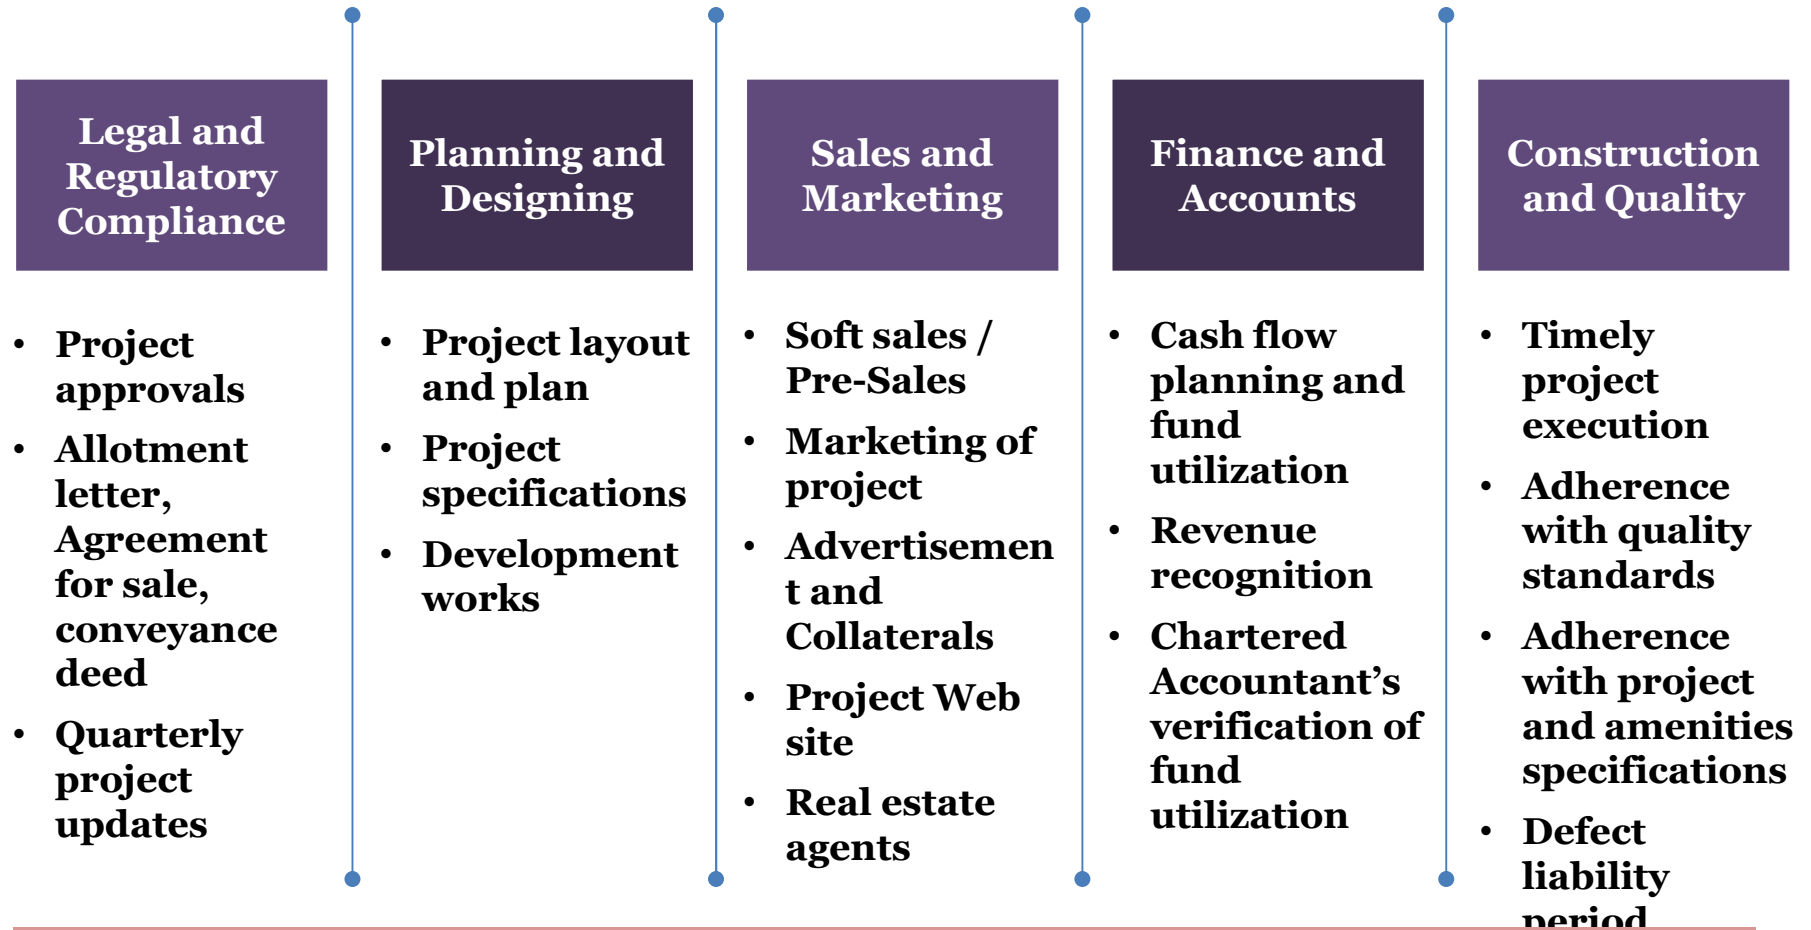 Legal and
Regulatory
Compliance
• Project
approvals
• Allotment
letter,
Agreement
for sale,
conveyance
deed
• Quarterly
project
updates
Planning and
Designing
• Project layout
and plan
• Project
specifications
• Development
works
Sales and
Marketing
• Soft sales /
Pre-Sales
• Marketing of
project
• Advertisemen
t and
Collaterals
• Project Web
site
• Real estate
agents
Finance and
Accounts
• Cash flow
planning and
fund
utilization
• Revenue
recognition
• Chartered
Accountant’s
verification of
fund
utilization
Construction
and Quality
• Timely
project
execution
• Adherence
with quality
standards
• Adherence
with project
and amenities
specifications
• Defect
liability
period